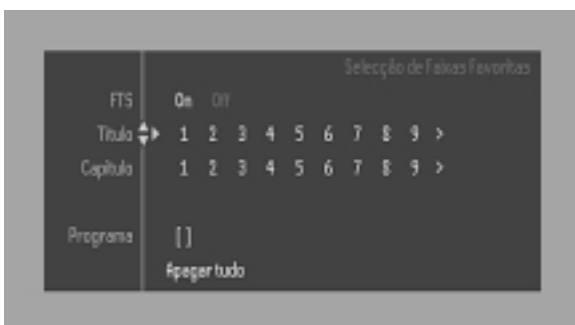 Selecção de Faixas Favoritas
FTS On Off
Título 1 2 3 4 5 6 7 8 9 >
Capítulo 1 2 3 4 5 6 7 8 9 >
Programa [ ]
Apagar tudo